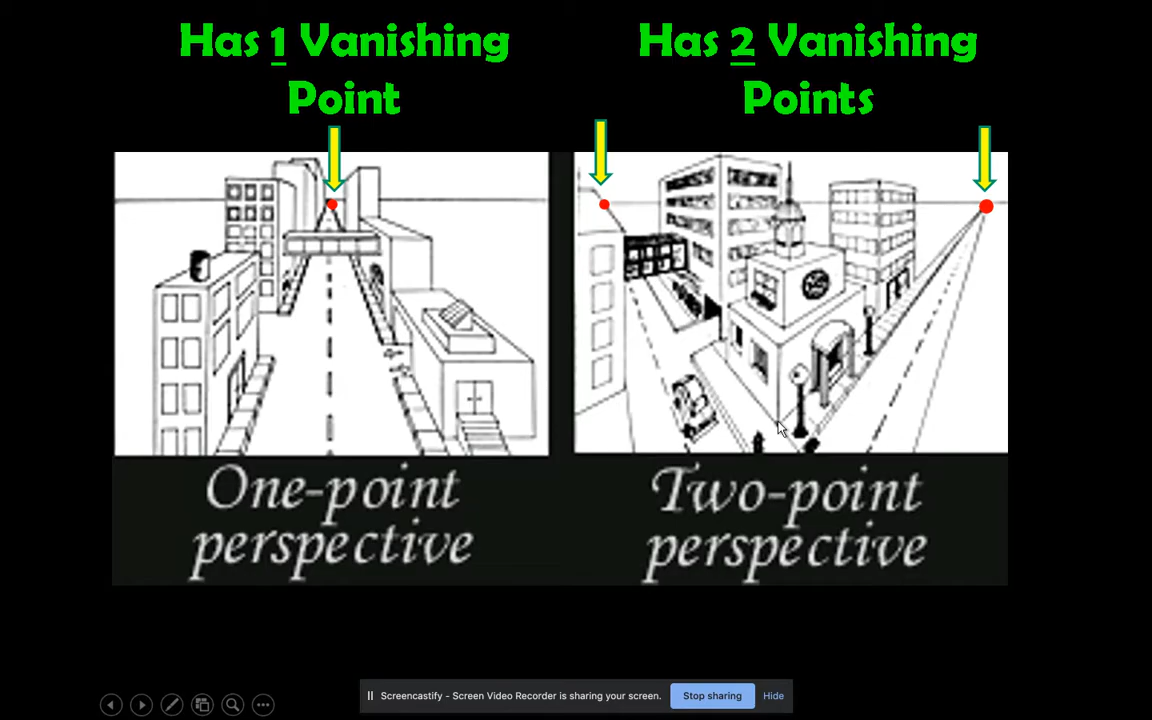 Has 1 Vanishing
Point
Has 2 Vanishing
Points
One-point
perspective
Two-point
perspective
Screencastify - Screen Video Recorder is sharing your screen.
Stop sharing
Hide